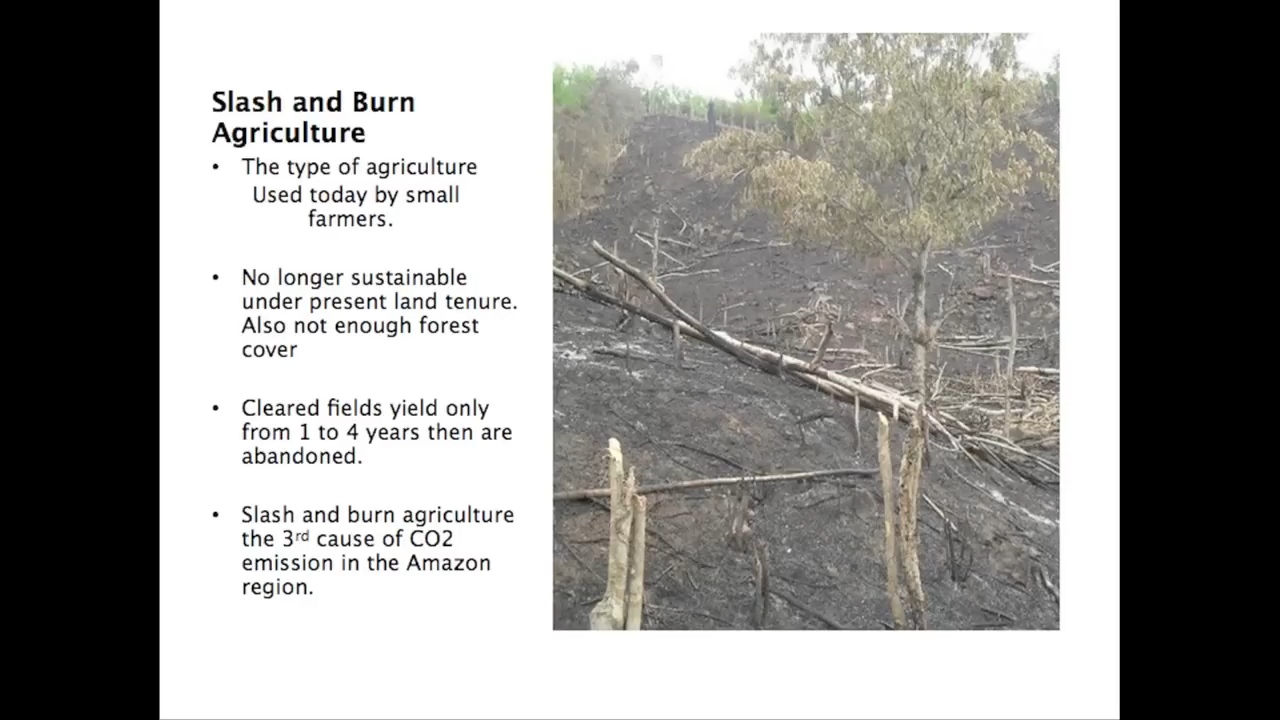 Slash and Burn
Agriculture
• The type of agriculture
Used today by small
farmers.
• No longer sustainable
under present land tenure.
Also not enough forest
cover
• Cleared fields yield only
from 1 to 4 years then are
abandoned.
• Slash and burn agriculture
the 3rd cause of CO2
emission in the Amazon
region.